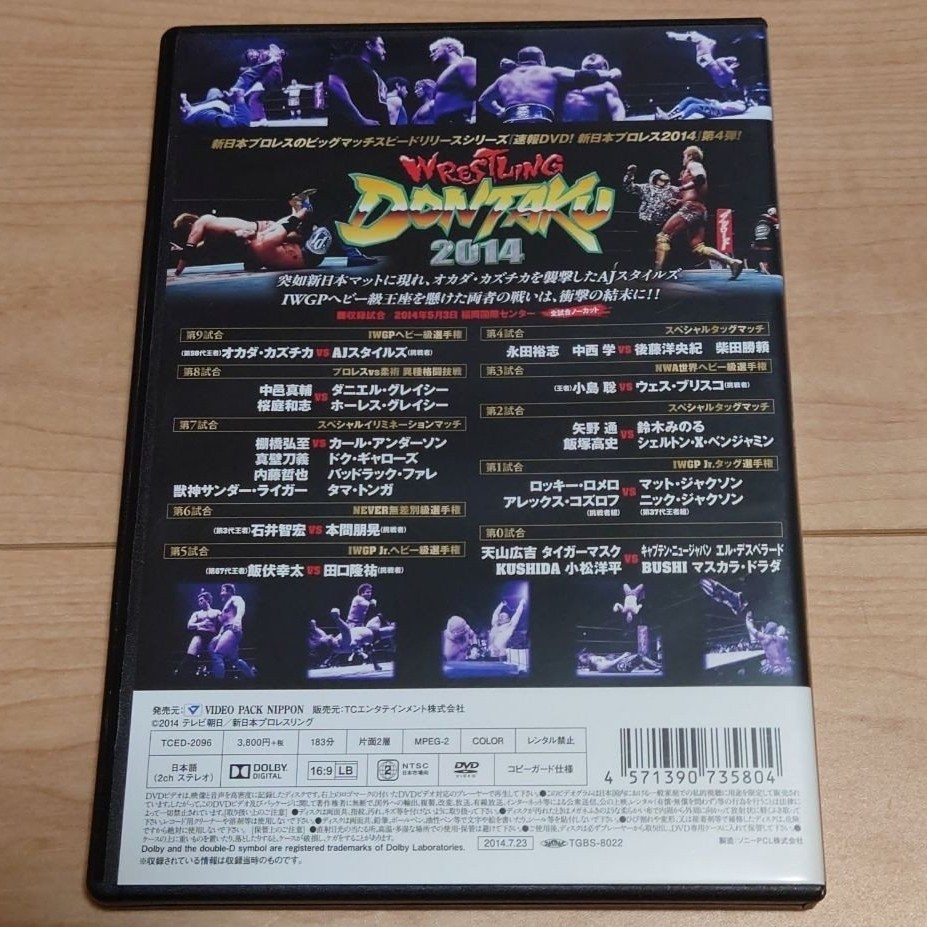 新日本プロレスのビッグマッチスピードリリースシリーズ「速報DVD! 新日本プロレス2014」第4弾!
WRESTLING
DONTAKU
2014
突如新日本マットに現れ、オカダ・カズチカを襲撃したAJスタイルズ
IWGPヘビー級王座を懸けた両者の戦いは、衝撃の結末に!!
■収録試合 2014年5月3日 福岡国際センター 全試合ノーカット
第9試合 IWGPヘビー級選手権
(第59代王者)オカダ・カズチカ VS AJスタイルズ(挑戦者)
第8試合 プロレスvs柔術 異種格闘技戦
中邑真輔 VS ダニエル・グレイシー
桜庭和志 ホーレス・グレイシー
第7試合 スペシャルイリミネーションマッチ
棚橋弘至 VS カール・アンダーソン
真壁刀義 ドク・ギャローズ
内藤哲也 バッドラック・ファレ
獣神サンダー・ライガー タマ・トンガ
第6試合 NEVER無差別級選手権
(第3代王者)石井智宏 VS 本間朋晃(挑戦者)
第5試合 IWGP Jr.ヘビー級選手権
(第67代王者)飯伏幸太 VS 田口隆祐(挑戦者)
第4試合 スペシャルタッグマッチ
永田裕志 中西 学 VS 後藤洋央紀 柴田勝頼
第3試合 NWA世界ヘビー級選手権
(王者)小島 聡 VS ウェス・ブリスコ(挑戦者)
第2試合 スペシャルタッグマッチ
矢野 通 VS 鈴木みのる
飯塚高史 シェルトン・X・ベンジャミン
第1試合 IWGP Jr.タッグ選手権
ロッキー・ロメロ VS マット・ジャクソン
アレックス・コズロフ ニック・ジャクソン
(挑戦者組) (第37代王者組)
第0試合
天山広吉 タイガーマスク VS キャプテン・ニュージャパン エル・デスペラード
KUSHIDA 小松洋平 BUSHI マスカラ・ドラダ
発売元: VIDEO PACK NIPPON 販売元:TCエンタテインメント株式会社
©2014 テレビ朝日/新日本プロレスリング
TCED-2096 3,800円+税 183分 片面2層 MPEG-2 COLOR レンタル禁止
日本語 (2ch ステレオ) DOLBY DIGITAL 16:9 LB 2 NTSC 日本市場向 DVD VIDEO コピーガード仕様
4 571390 735804
Dolby and the double-D symbol are registered trademarks of Dolby Laboratories.
2014.7.23 TGBS-8022 製造:ソニーPCL株式会社
※収録されている情報は収録当時のものです。